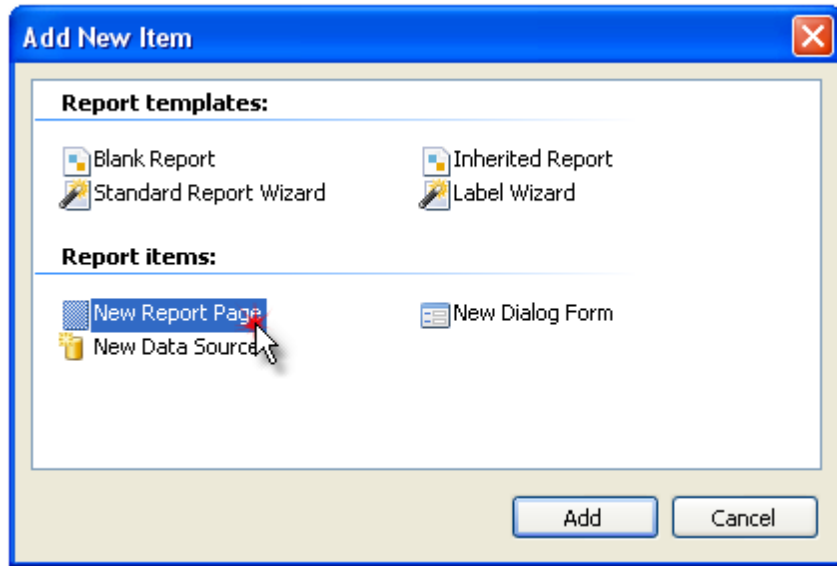 Add New Item
Report templates:
Blank Report
Inherited Report
Standard Report Wizard
Label Wizard
Report items:
New Report Page
New Dialog Form
New Data Source
Add
Cancel